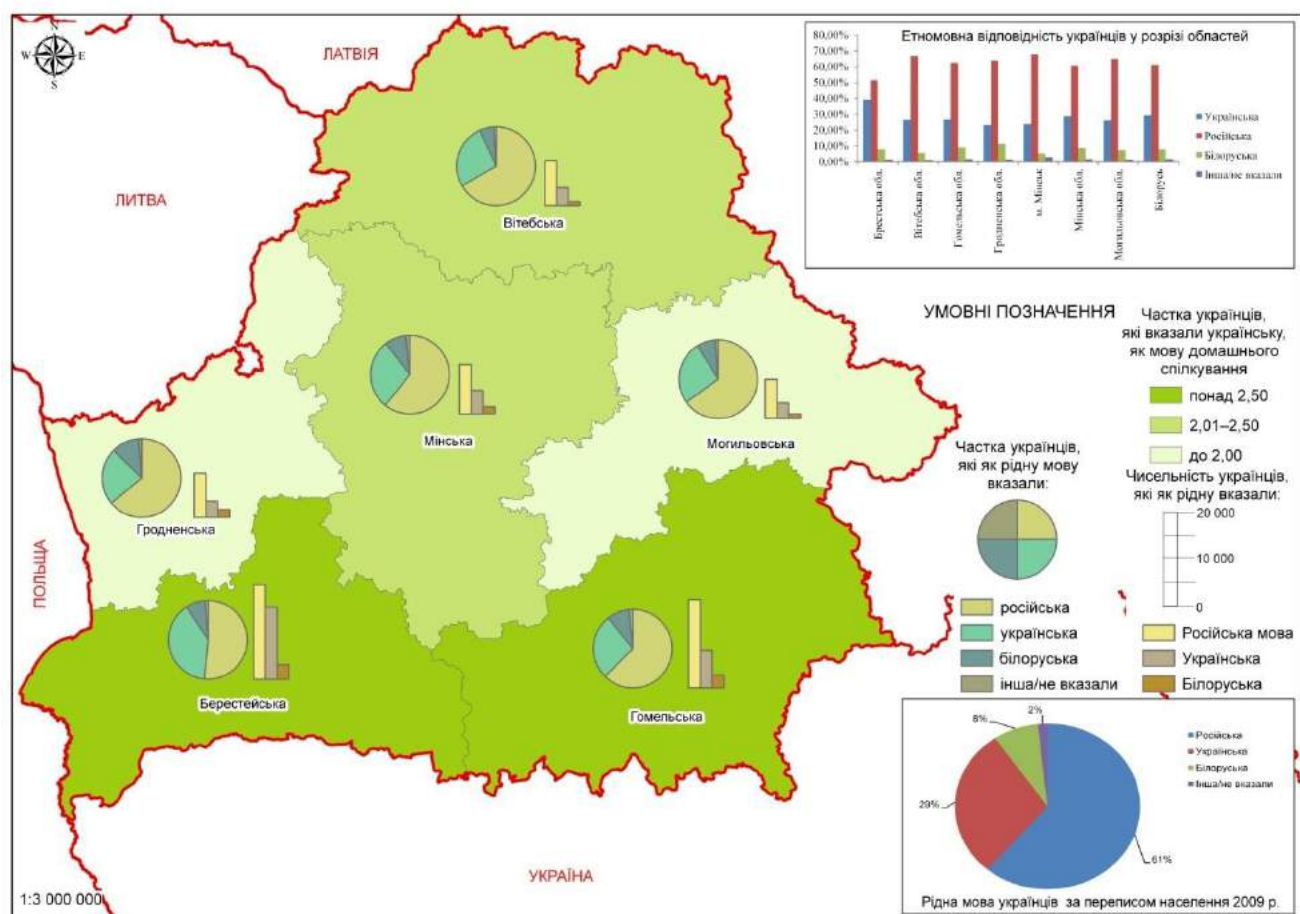 N
W E
S
ЛАТВІЯ
ЛИТВА
ПОЛЬЩА
УКРАЇНА
Вітебська
Мінська
Могильовська
Гродненська
Берестейська
Гомельська
1:3 000 000
Етномовна відповідність українців у розрізі областей
80,00%
70,00%
60,00%
50,00%
40,00%
30,00%
20,00%
10,00%
0,00%
Брестська обл.
Вітебська обл.
Гомельська обл.
Гродненська обл.
м. Мінськ
Мінська обл.
Могильовська обл.
Білорусь
Українська
Російська
Білоруська
Інша/не вказали
УМОВНІ ПОЗНАЧЕННЯ
Частка українців,
які вказали українську,
як мову домашнього
спілкування
понад 2,50
2,01–2,50
до 2,00
Частка українців,
які як рідну мову
вказали:
російська
українська
білоруська
інша/не вказали
Чисельність українців,
які як рідну вказали:
20 000
10 000
0
Російська мова
Українська
Білоруська
8%
2%
29%
61%
Російська
Українська
Білоруська
Інша/не вказали
Рідна мова українців за переписом населення 2009 р.